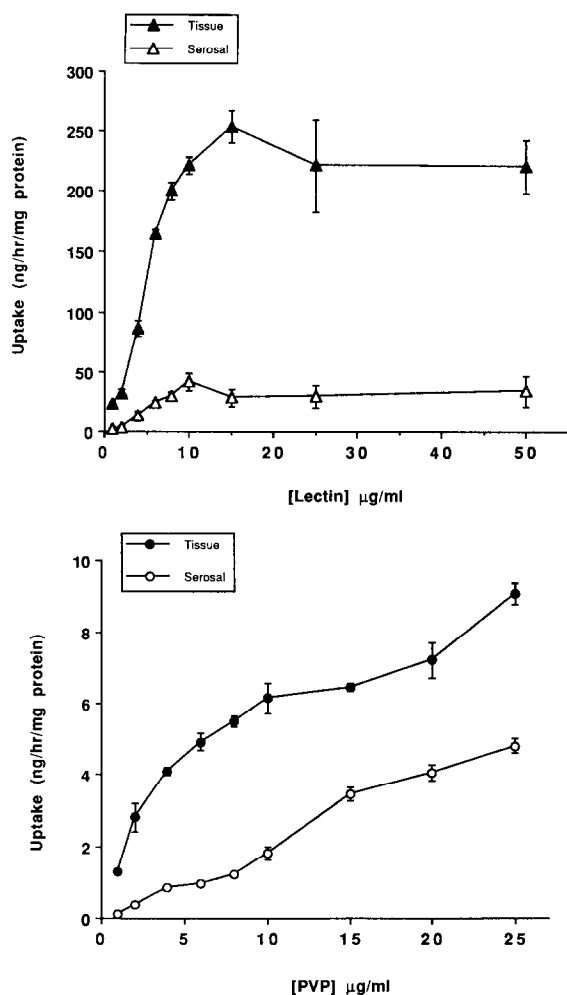 Tissue
Serosal
Uptake (ng/hr/mg protein)
300
250
200
150
100
50
0
0 10 20 30 40 50
[Lectin] μg/ml
Tissue
Serosal
Uptake (ng/hr/mg protein)
10
8
6
4
2
0
0 5 10 15 20 25
[PVP] μg/ml